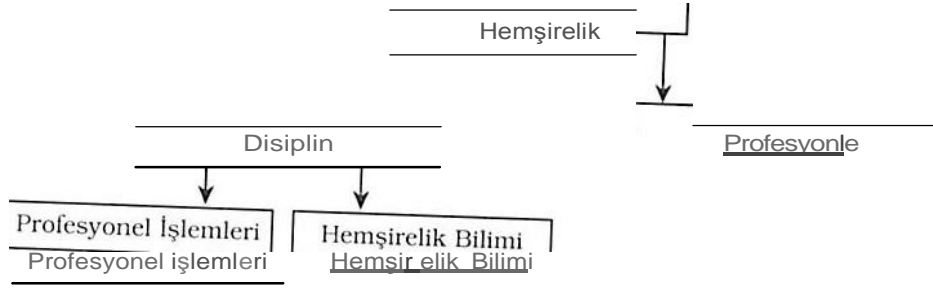 Hemşirelik
Disiplin
Profesyonle
Profesyonel İşlemleri
Hemşirelik Bilimi
Profesyonel işlemleri
Hemşir elik Bilimi